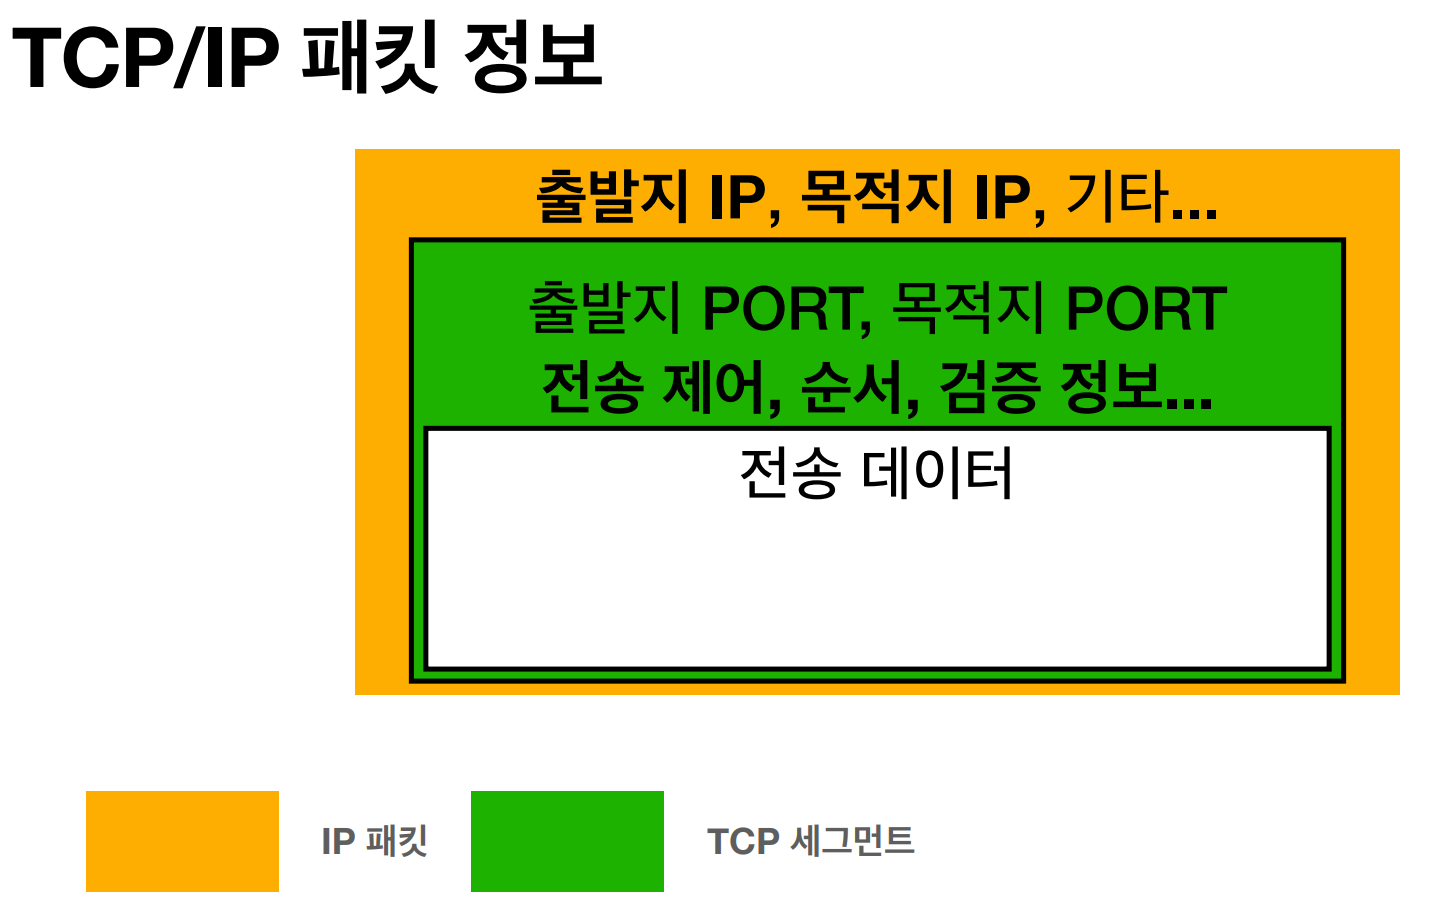 TCP/IP 패킷 정보
출발지 IP, 목적지 IP, 기타...
출발지 PORT, 목적지 PORT
전송 제어, 순서, 검증 정보...
전송 데이터
IP 패킷
TCP 세그먼트